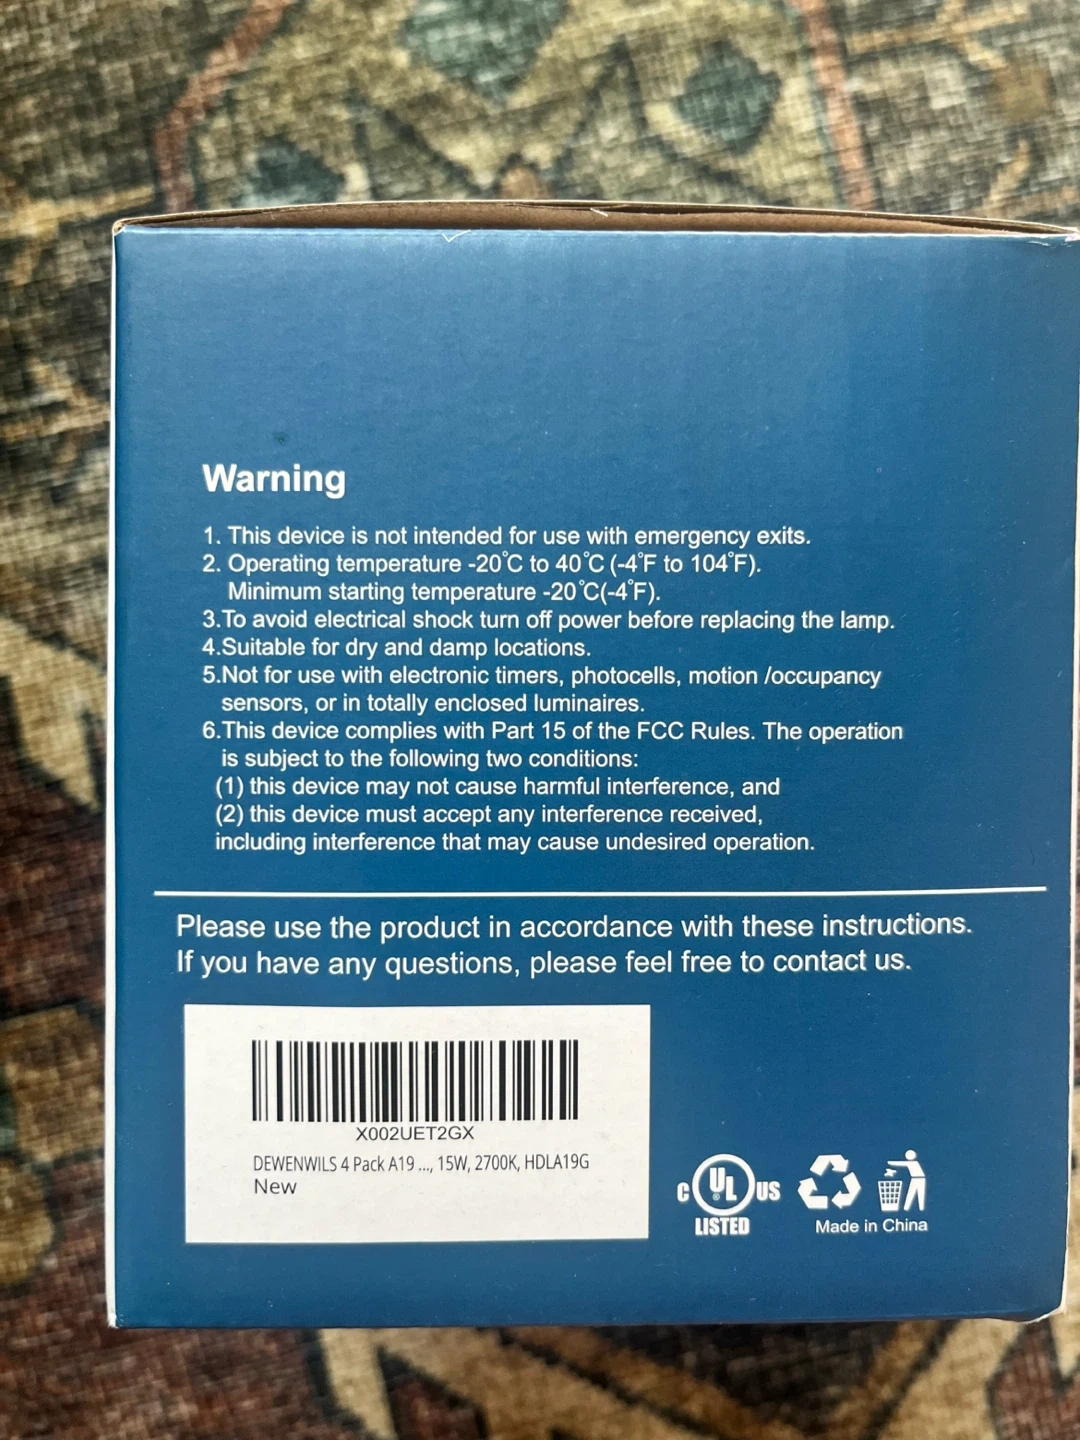 Warning
1. This device is not intended for use with emergency exits.
2. Operating temperature -20°C to 40°C (-4°F to 104°F).
Minimum starting temperature -20°C(-4°F).
3.To avoid electrical shock turn off power before replacing the lamp.
4.Suitable for dry and damp locations.
5.Not for use with electronic timers, photocells, motion /occupancy
sensors, or in totally enclosed luminaires.
6.This device complies with Part 15 of the FCC Rules. The operation
is subject to the following two conditions:
(1) this device may not cause harmful interference, and
(2) this device must accept any interference received,
including interference that may cause undesired operation.
Please use the product in accordance with these instructions.
If you have any questions, please feel free to contact us.
X002UET2GX
DEWENWILS 4 Pack A19 ..., 15W, 2700K, HDLA19G
New
C UL ® US
LISTED
Made in China